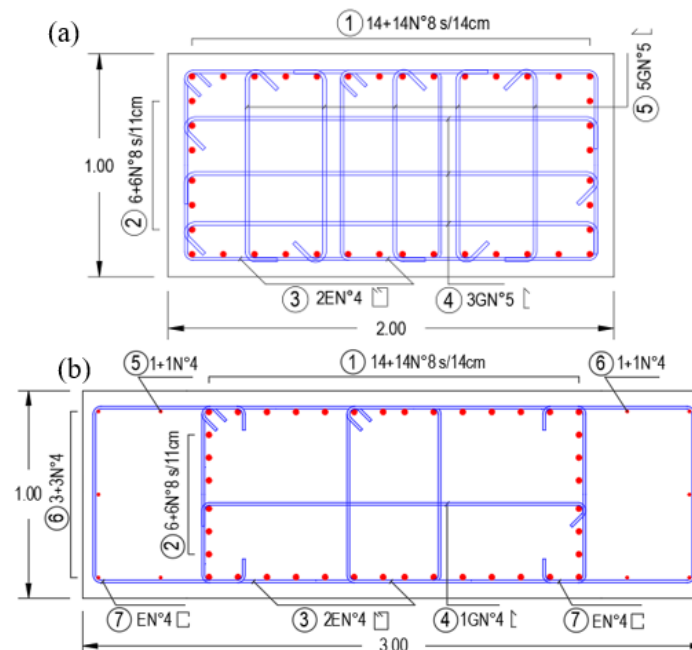 (a)
① 14+14N°8 s/14cm
⑤ 5GN°5
② 6+6N°8 s/11cm
1.00
③ 2EN°4
④ 3GN°5
2.00
(b)
⑤ 1+1N°4
① 14+14N°8 s/14cm
⑥ 1+1N°4
1.00
⑥ 3+3N°4
② 6+6N°8 s/11cm
⑦ EN°4
③ 2EN°4
④ 1GN°4
⑦ EN°4
3.00